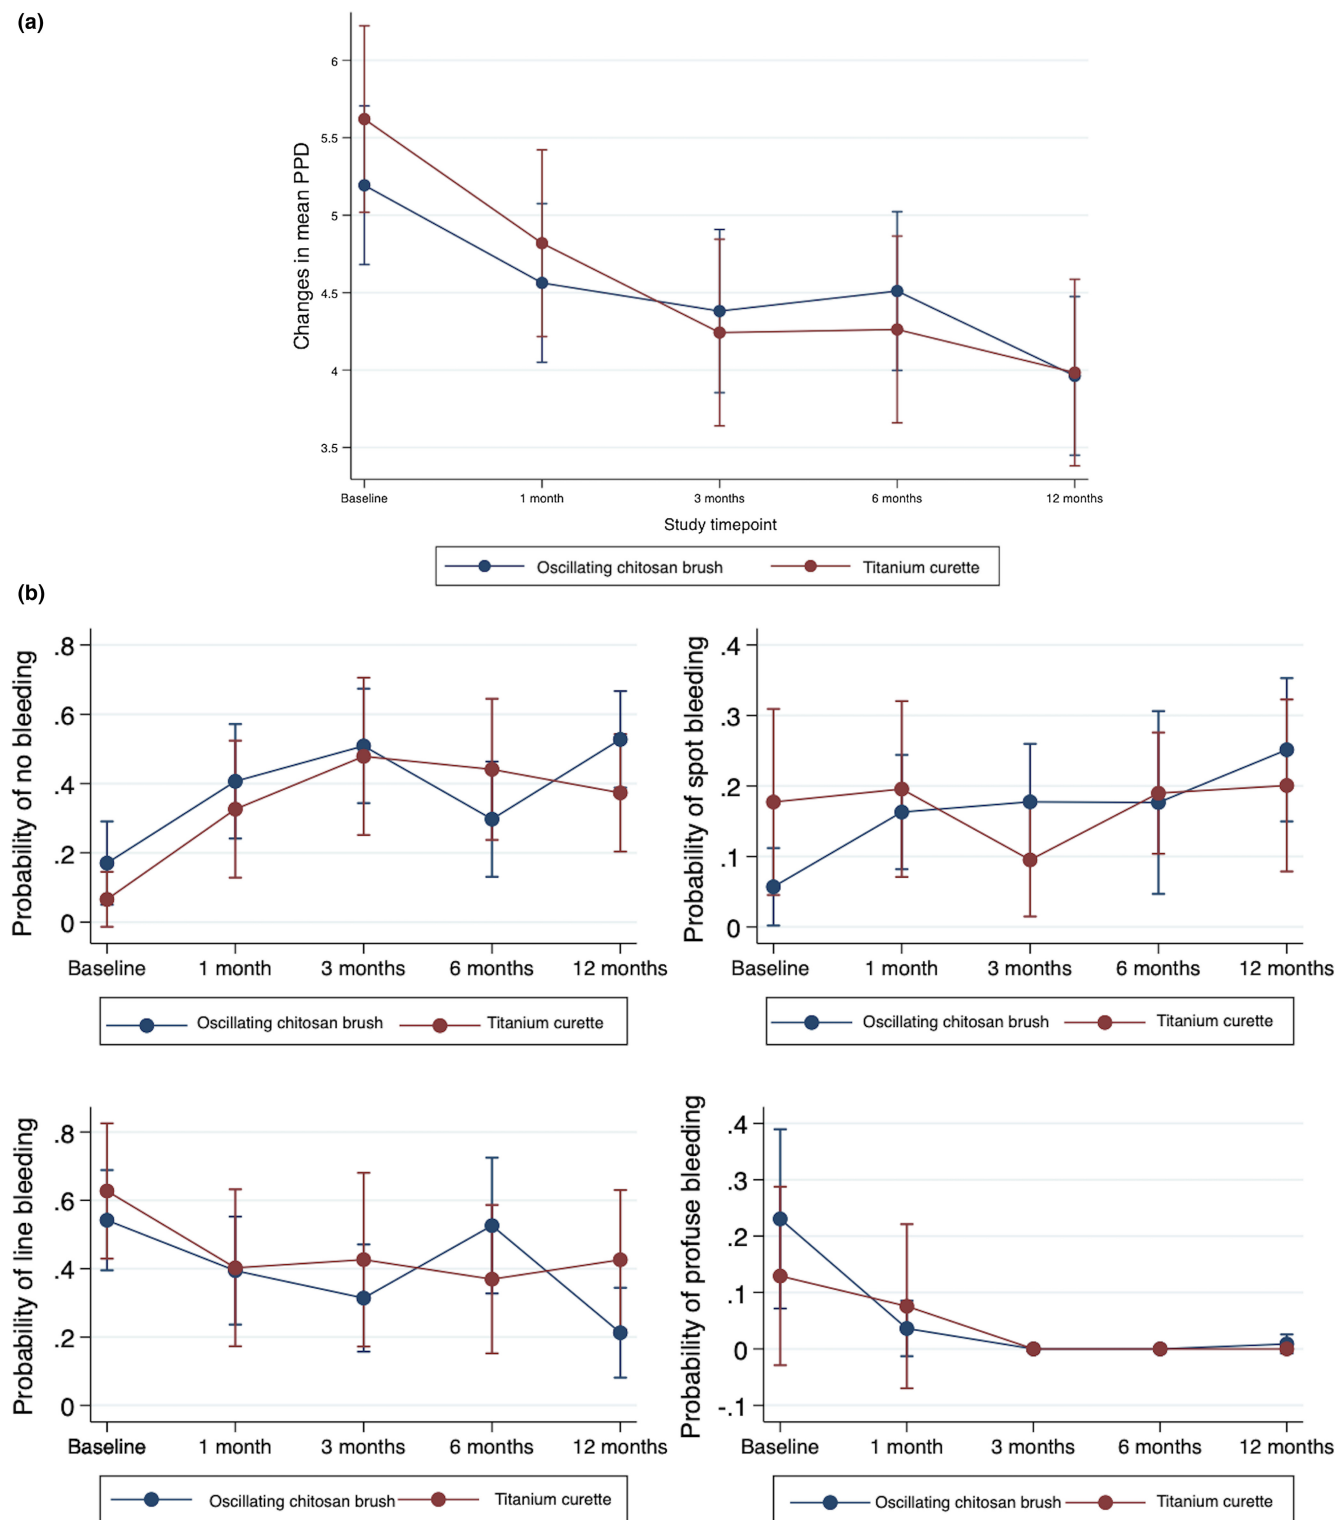 (a)
Changes in mean PPD
6
5.5
5
4.5
4
3.5
Baseline 1 month 3 months 6 months 12 months
Study timepoint
Oscillating chitosan brush Titanium curette
(b)
Probability of no bleeding
.8
.6
.4
.2
0
Baseline 1 month 3 months 6 months 12 months
Oscillating chitosan brush Titanium curette
Probability of spot bleeding
.4
.3
.2
.1
0
Baseline 1 month 3 months 6 months 12 months
Oscillating chitosan brush Titanium curette
Probability of line bleeding
.8
.6
.4
.2
0
Baseline 1 month 3 months 6 months 12 months
Oscillating chitosan brush Titanium curette
Probability of profuse bleeding
.4
.3
.2
.1
0
-.1
Baseline 1 month 3 months 6 months 12 months
Oscillating chitosan brush Titanium curette